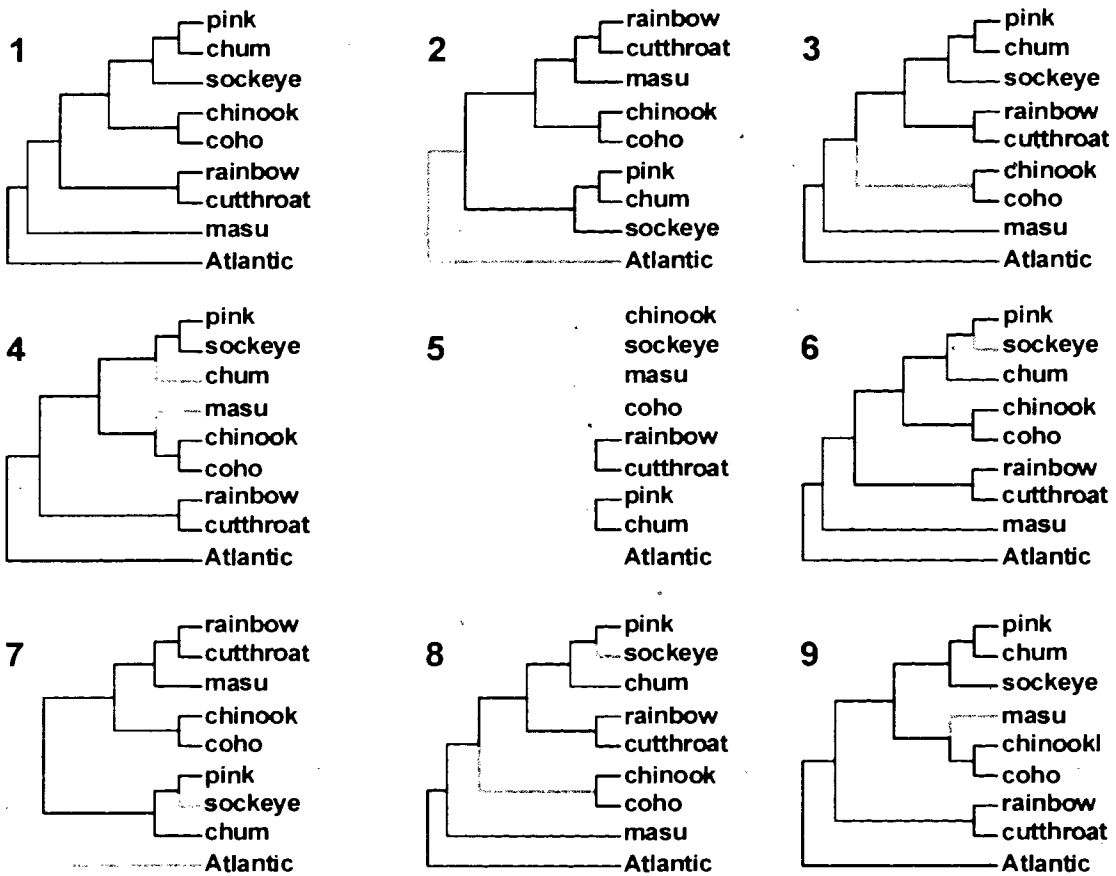 1
pink
chum
sockeye
chinook
coho
rainbow
cutthroat
masu
Atlantic
2
rainbow
cutthroat
masu
chinook
coho
pink
chum
sockeye
Atlantic
3
pink
chum
sockeye
rainbow
cutthroat
chinook
coho
masu
Atlantic
4
pink
sockeye
chum
masu
chinook
coho
rainbow
cutthroat
Atlantic
5
chinook
sockeye
masu
coho
rainbow
cutthroat
pink
chum
Atlantic
6
pink
sockeye
chum
chinook
coho
rainbow
cutthroat
masu
Atlantic
7
rainbow
cutthroat
masu
chinook
coho
pink
sockeye
chum
Atlantic
8
pink
sockeye
chum
rainbow
cutthroat
chinook
coho
masu
Atlantic
9
pink
chum
sockeye
masu
chinookl
coho
rainbow
cutthroat
Atlantic